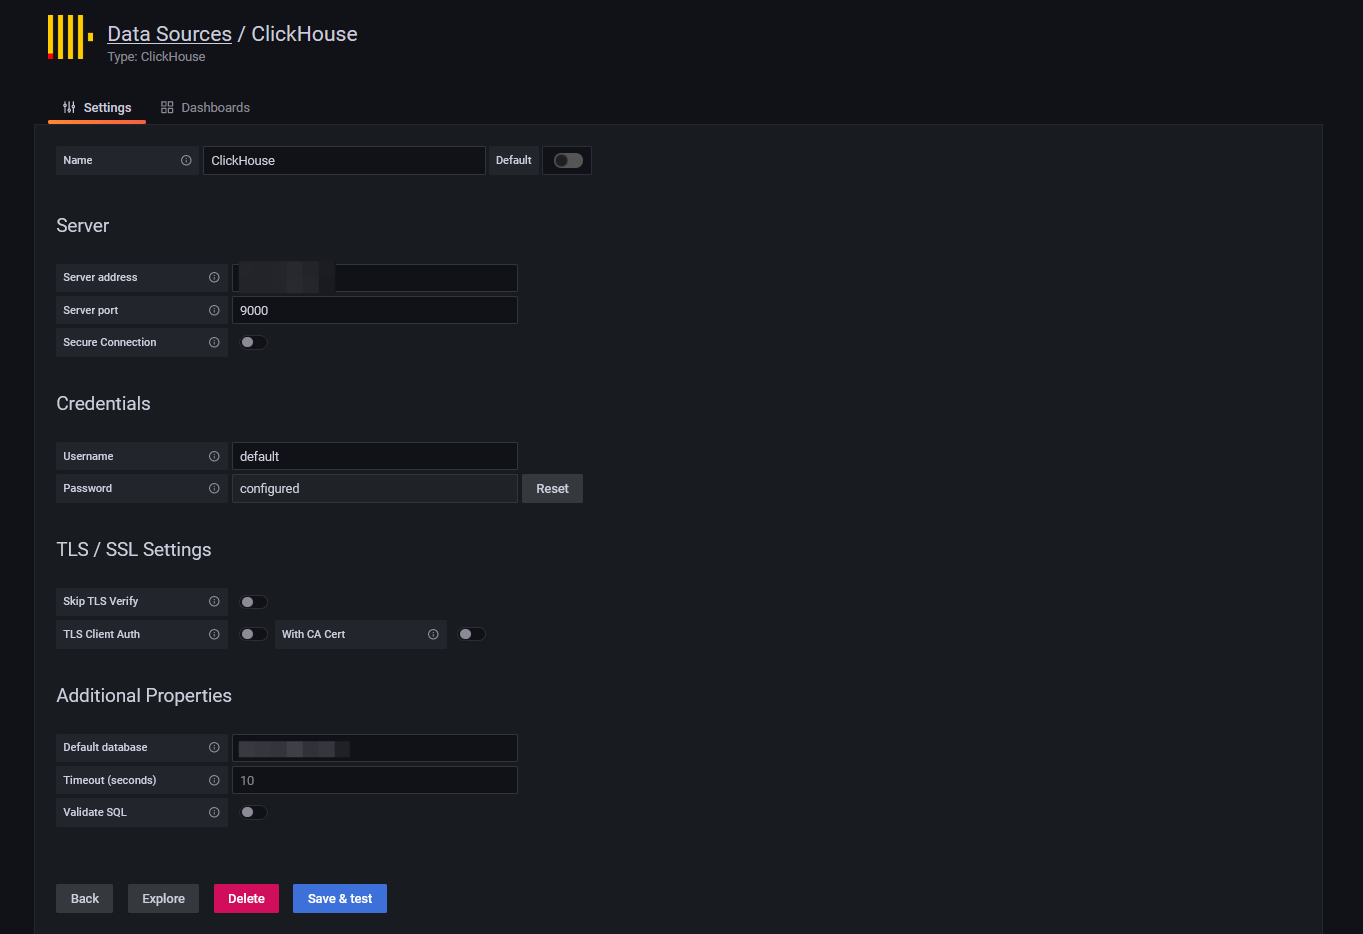 Data Sources / ClickHouse
Type: ClickHouse
Settings Dashboards
Name ClickHouse Default
Server
Server address
Server port 9000
Secure Connection
Credentials
Username default
Password configured Reset
TLS / SSL Settings
Skip TLS Verify
TLS Client Auth With CA Cert
Additional Properties
Default database
Timeout (seconds) 10
Validate SQL
Back Explore Delete Save & test